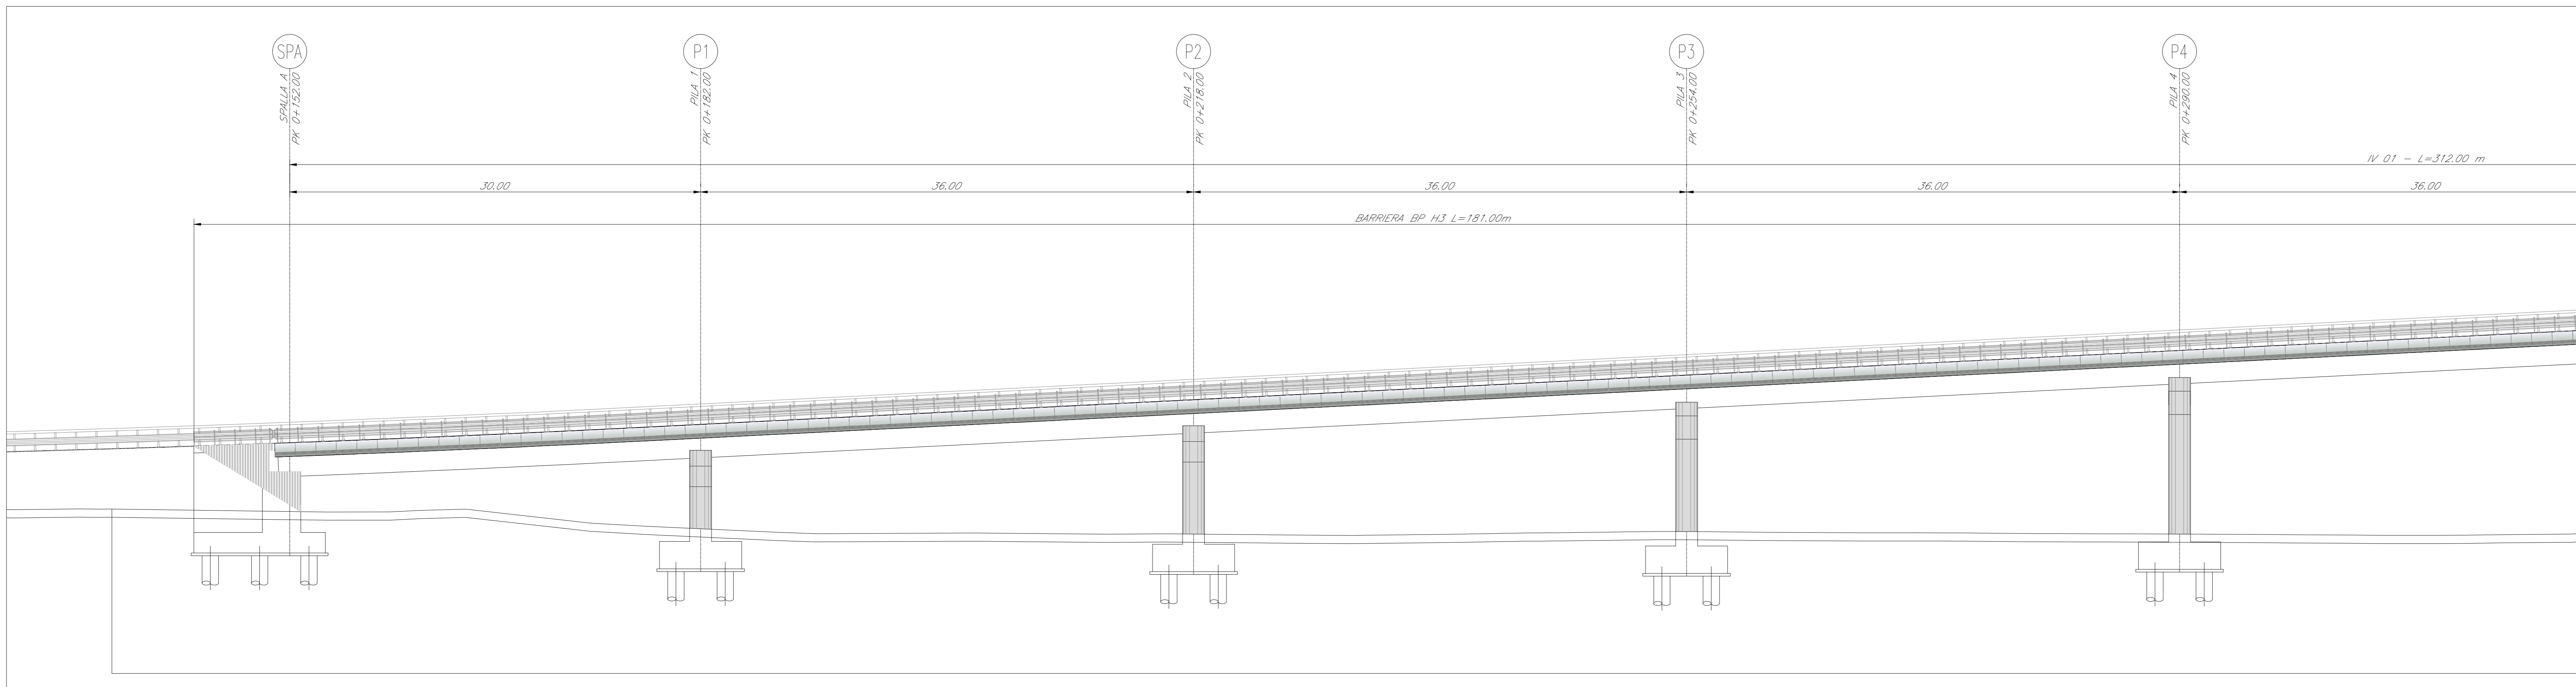 SPA
P1
P2
P3
P4
SPALLA A
PK 0+152.00
PILA 1
PK 0+182.00
PILA 2
PK 0+218.00
PILA 3
PK 0+254.00
PILA 4
PK 0+290.00
IV 01 - L=312.00 m
30.00
36.00
36.00
36.00
36.00
BARRIERA BP H3 L=181.00m